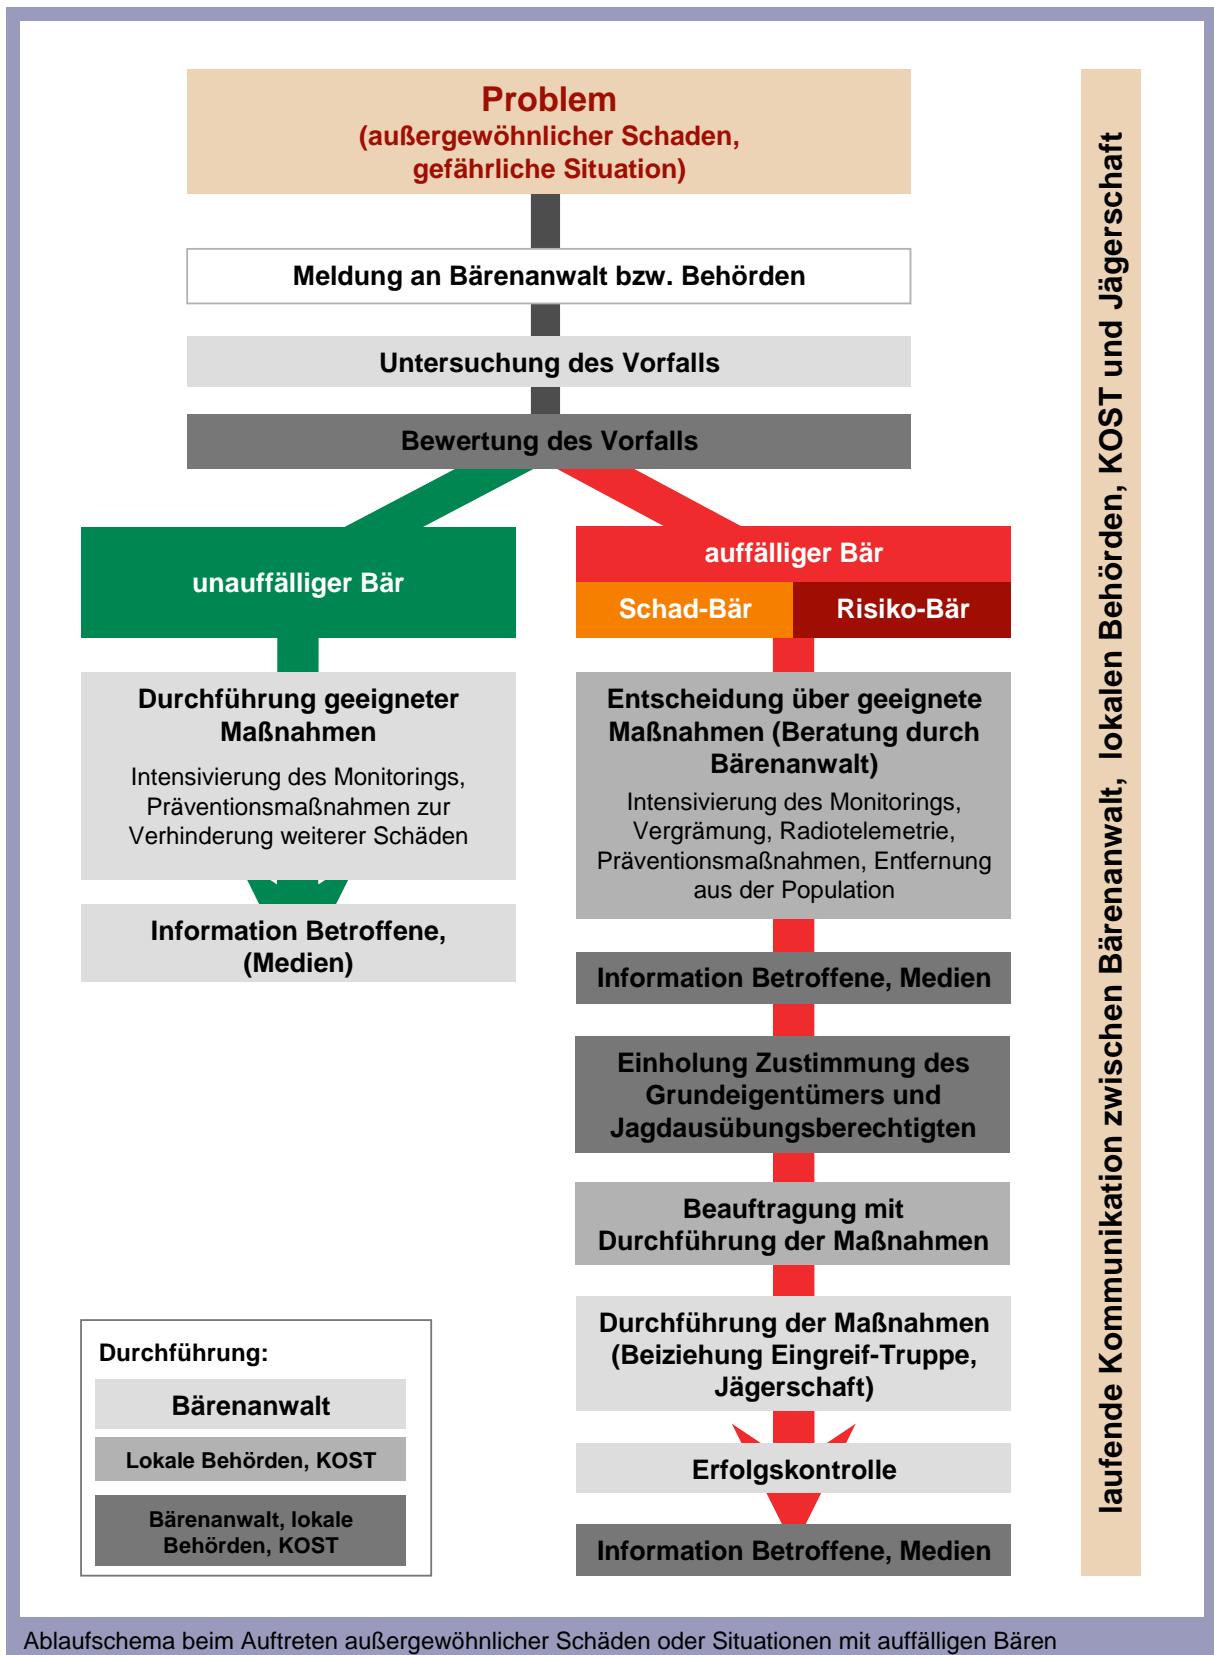 Problem
(außergewöhnlicher Schaden,
gefährliche Situation)
Meldung an Bärenanwalt bzw. Behörden
Untersuchung des Vorfalls
Bewertung des Vorfalls
unauffälliger Bär
Durchführung geeigneter
Maßnahmen
Intensivierung des Monitorings,
Präventionsmaßnahmen zur
Verhinderung weiterer Schäden
Information Betroffene,
(Medien)
auffälliger Bär
Schad-Bär
Risiko-Bär
Entscheidung über geeignete
Maßnahmen (Beratung durch
Bärenanwalt)
Intensivierung des Monitorings,
Vergrämung, Radiotelemetrie,
Präventionsmaßnahmen, Entfernung
aus der Population
Information Betroffene, Medien
Einholung Zustimmung des
Grundeigentümers und
Jagdausübungsberechtigten
Beauftragung mit
Durchführung der Maßnahmen
Durchführung der Maßnahmen
(Beiziehung Eingreif-Truppe,
Jägerschaft)
Erfolgskontrolle
Information Betroffene, Medien
Durchführung:
Bärenanwalt
Lokale Behörden, KOST
Bärenanwalt, lokale
Behörden, KOST
laufende Kommunikation zwischen Bärenanwalt, lokalen Behörden, KOST und Jägerschaft
Ablaufschema beim Auftreten außergewöhnlicher Schäden oder Situationen mit auffälligen Bären